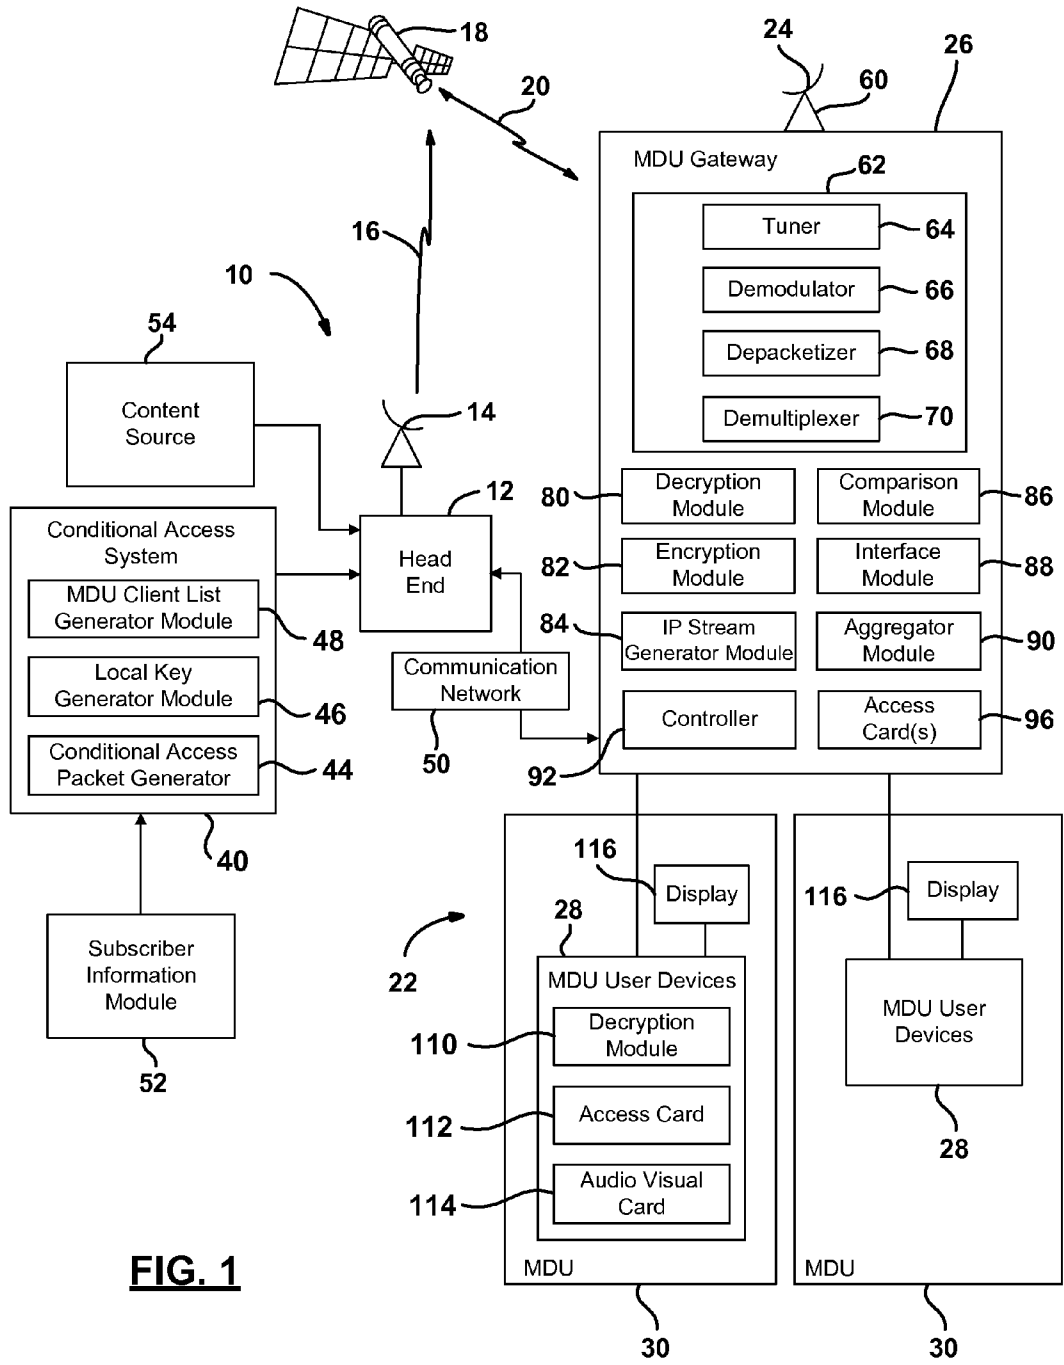 18
24
60
26
20
MDU Gateway
62
Tuner
64
16
10
Demodulator
66
54
Depacketizer
68
Content
Source
14
Demultiplexer
70
12
80
Decryption
Module
Comparison
Module
86
Conditional Access
System
Head
End
82
Encryption
Module
Interface
Module
88
MDU Client List
Generator Module
48
84
IP Stream
Generator Module
Aggregator
Module
90
Local Key
Generator Module
46
Communication
Network
50
Controller
92
Access
Card(s)
96
Conditional Access
Packet Generator
44
40
116
Display
116
Display
28
22
Subscriber
Information
Module
52
MDU User Devices
110
Decryption
Module
MDU User
Devices
28
112
Access Card
114
Audio Visual
Card
FIG. 1
MDU
MDU
30
30